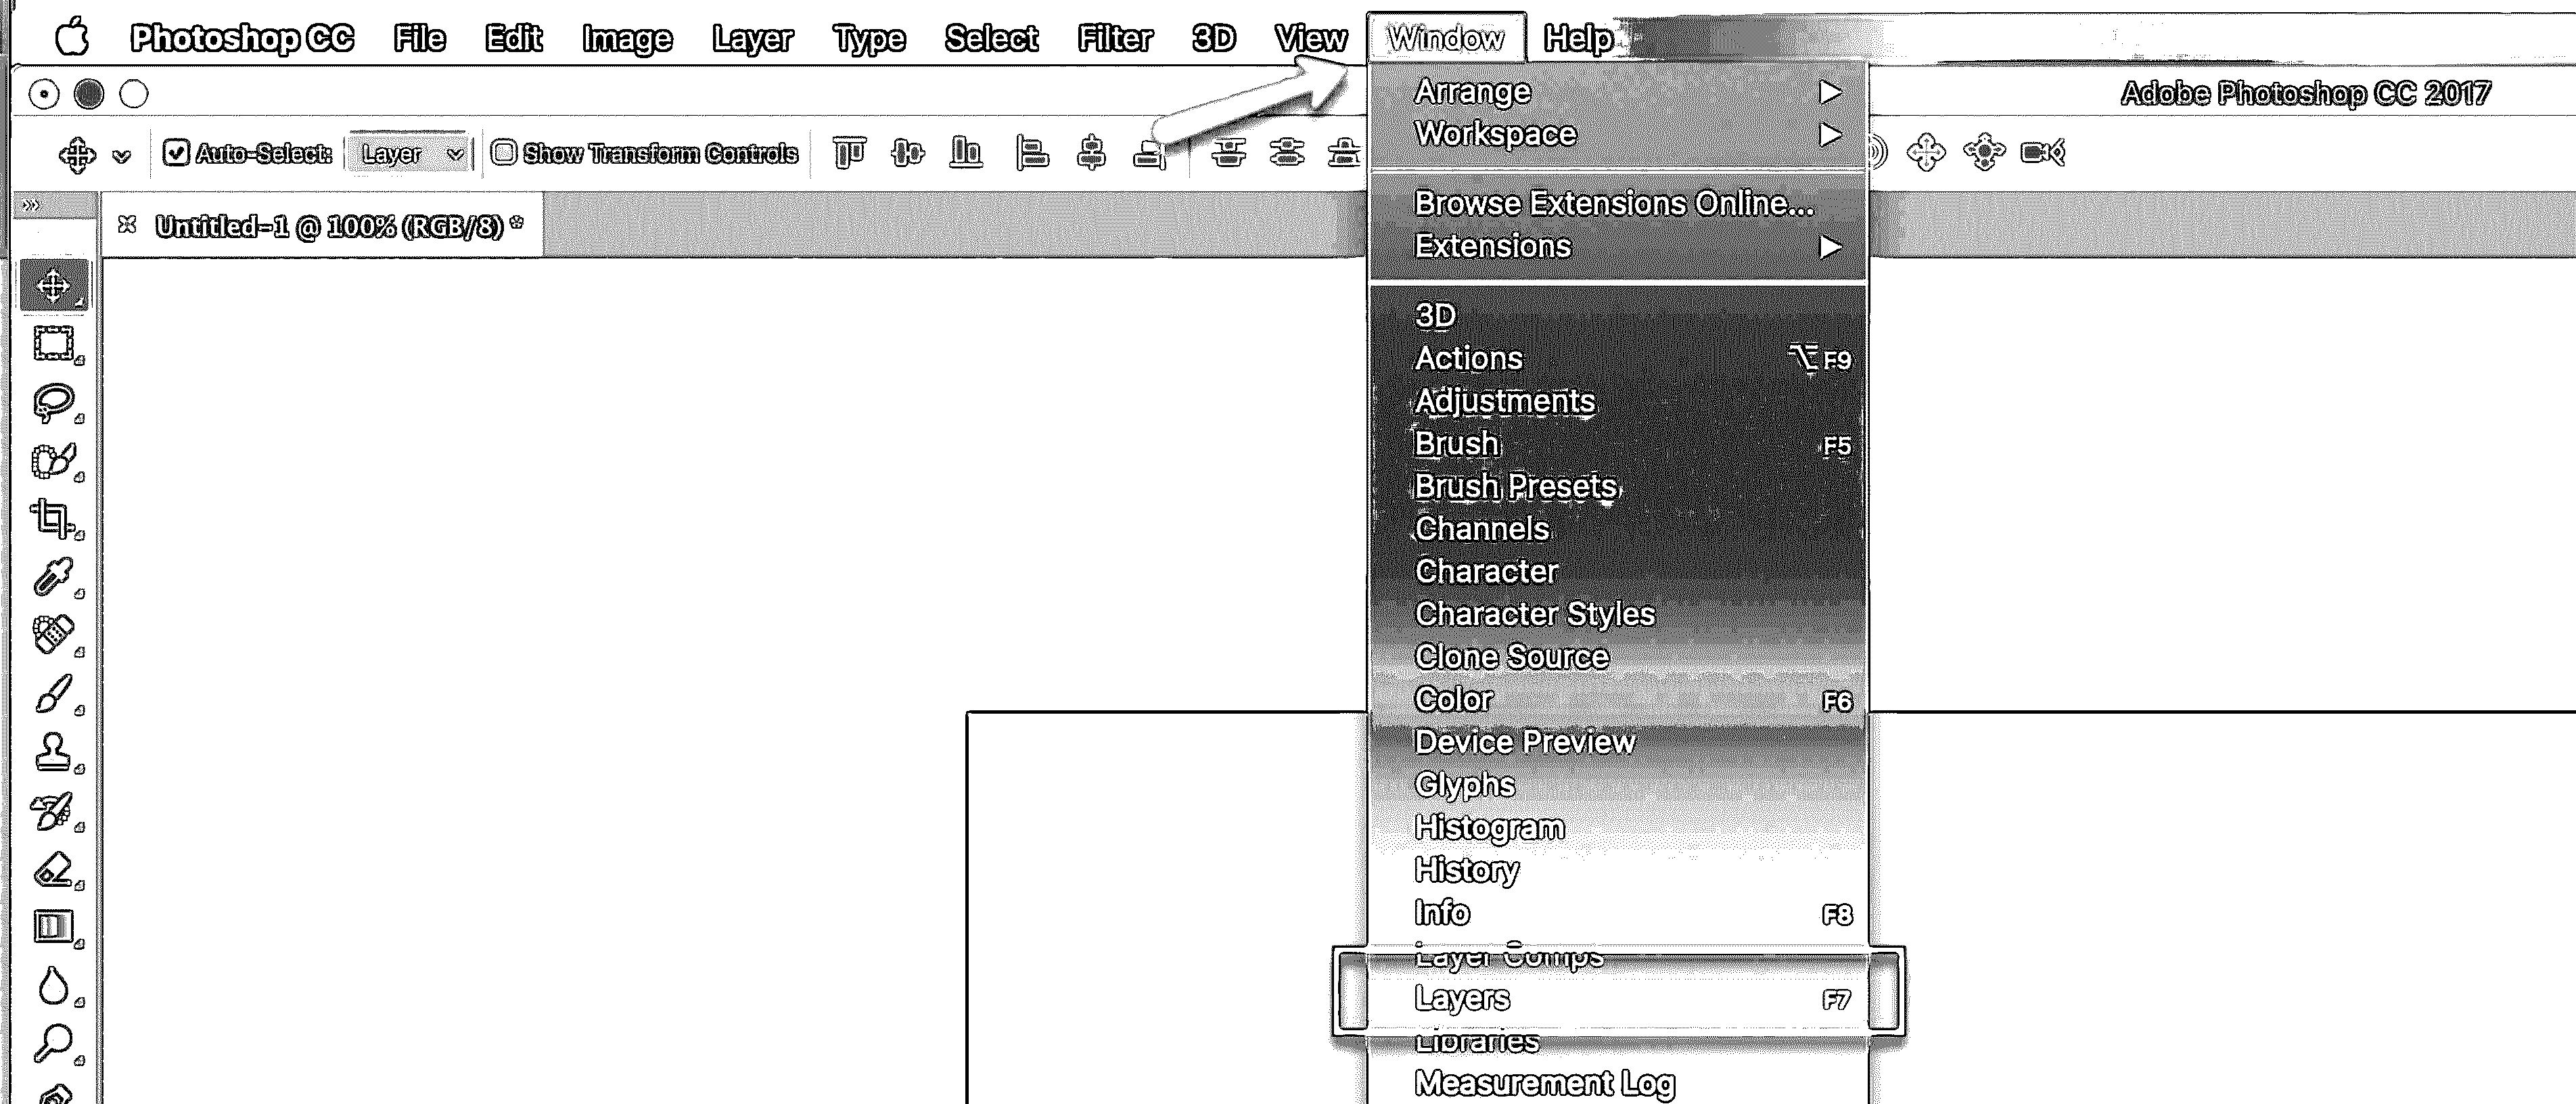 Photoshop CC File Edit Image Layer Type Select Filter 3D View Window Help
Adobe Photoshop CC 2017
Auto-Select: Layer Show Transform Controls
Untitled-1 @ 100% (RGB/8) *
Arrange
Workspace
Browse Extensions Online...
Extensions
3D
Actions ⌥F9
Adjustments
Brush F5
Brush Presets
Channels
Character
Character Styles
Clone Source
Color F6
Device Preview
Glyphs
Histogram
History
Info F8
Layer Comps
Layers F7
Libraries
Measurement Log